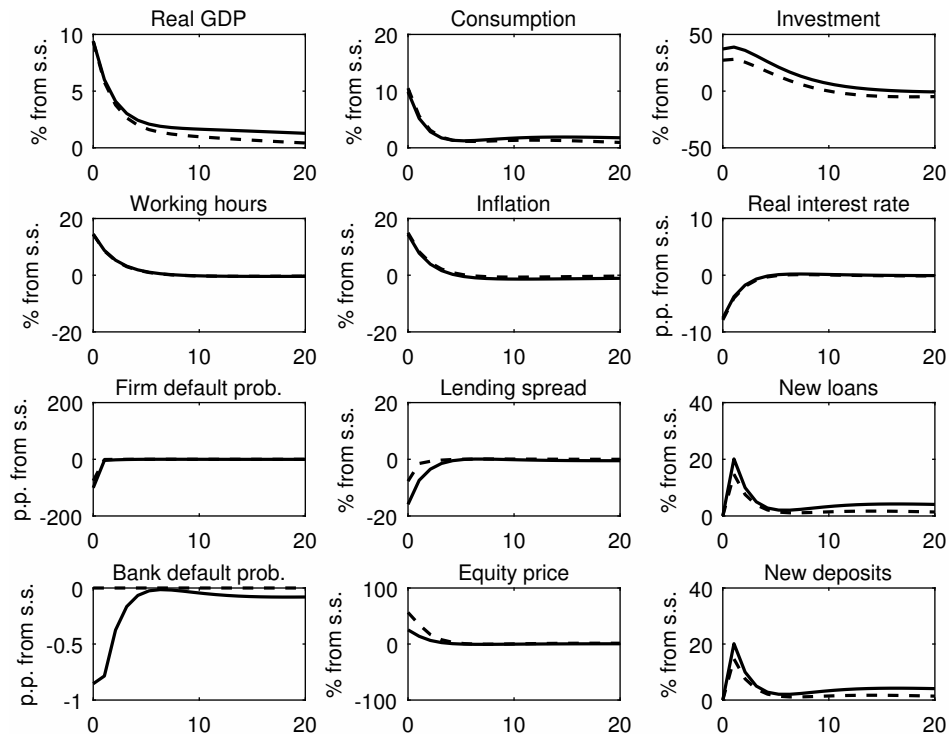 Real GDP
% from s.s.
10
5
0
0 10 20
Consumption
% from s.s.
20
10
0
0 10 20
Investment
% from s.s.
50
0
-50
0 10 20
Working hours
% from s.s.
20
0
-20
0 10 20
Inflation
% from s.s.
20
0
-20
0 10 20
Real interest rate
p.p. from s.s.
10
0
-10
0 10 20
Firm default prob.
p.p. from s.s.
200
0
-200
0 10 20
Lending spread
% from s.s.
20
0
-20
0 10 20
New loans
% from s.s.
40
20
0
0 10 20
Bank default prob.
p.p. from s.s.
0
-0.5
-1
0 10 20
Equity price
% from s.s.
100
0
-100
0 10 20
New deposits
% from s.s.
40
20
0
0 10 20